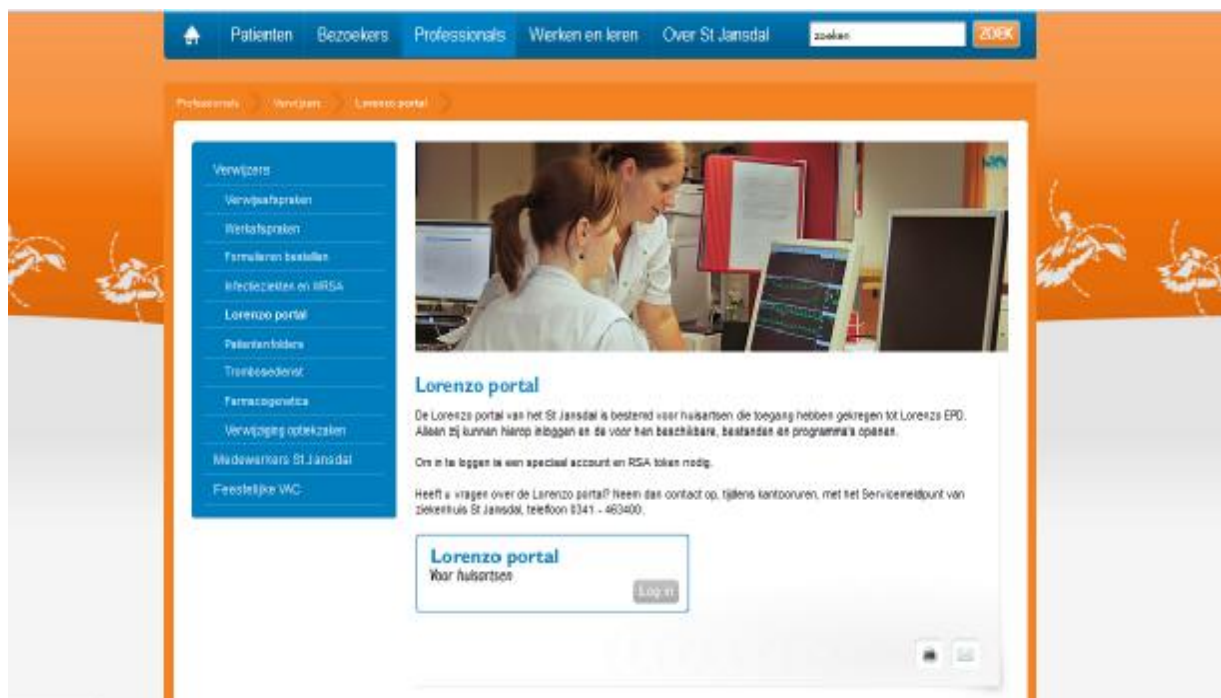 Patienten Bezoekers Professionals Werken en leren Over St Jansdal zoeken ZOEK
Professionals Verwijzers Lorenzo portal
Verwijzers
Verwijsafspraken
Werkafspraken
Formulieren bestellen
Infectieziekten en MRSA
Lorenzo portal
Patientenfolders
Trombosedienst
Farmacogenetica
Verwijziging optiekzaken
Medewerkers St Jansdal
Feestelijke VAC
Lorenzo portal
De Lorenzo portal van het St Jansdal is bestemd voor huisartsen die toegang hebben gekregen tot Lorenzo EPD.
Alleen zij kunnen hierop inloggen en de voor hen beschikbare, bestanden en programma's openen.
Om in te loggen is een speciaal account en RSA token nodig.
Heeft u vragen over de Lorenzo portal? Neem dan contact op, tijdens kantooruren, met het Servicemeldpunt van
ziekenhuis St Jansdal, telefoon 0341 - 463400.
Lorenzo portal
Voor huisartsen
Log in